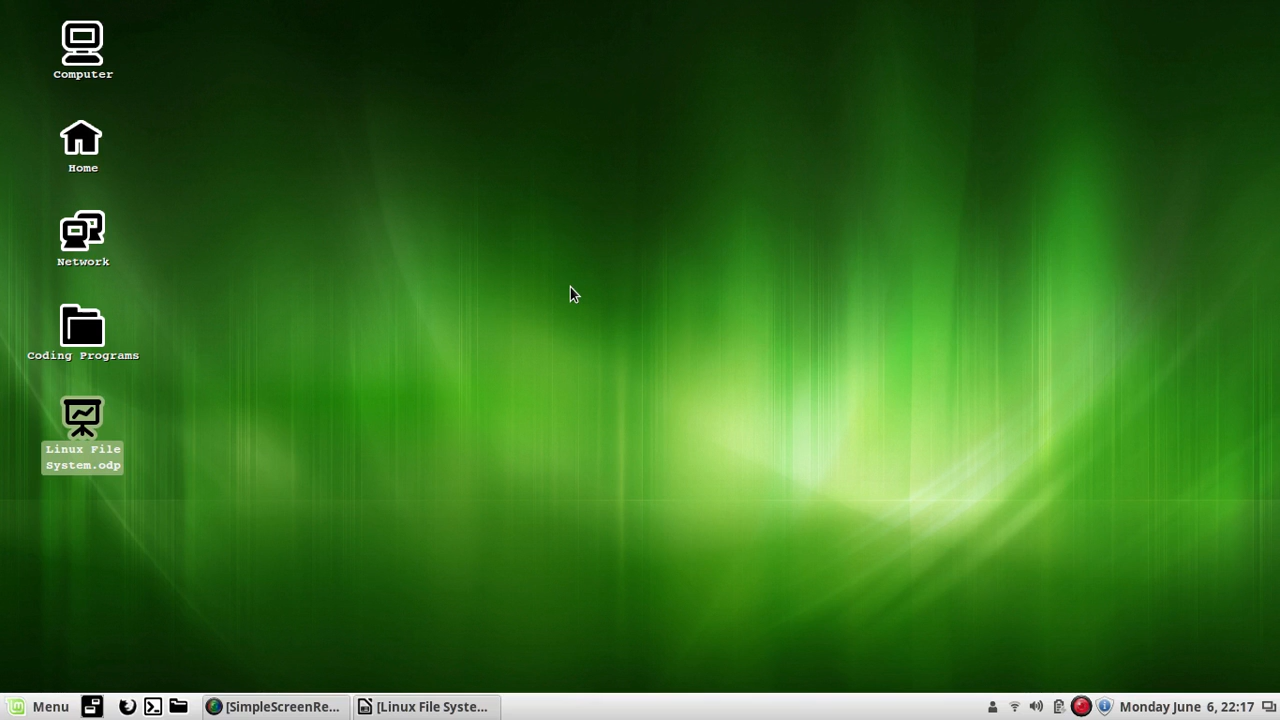 Computer
Home
Network
Coding Programs
Linux File
System.odp
Menu
[SimpleScreenRe...
[Linux File Syste...
Monday June 6, 22:17